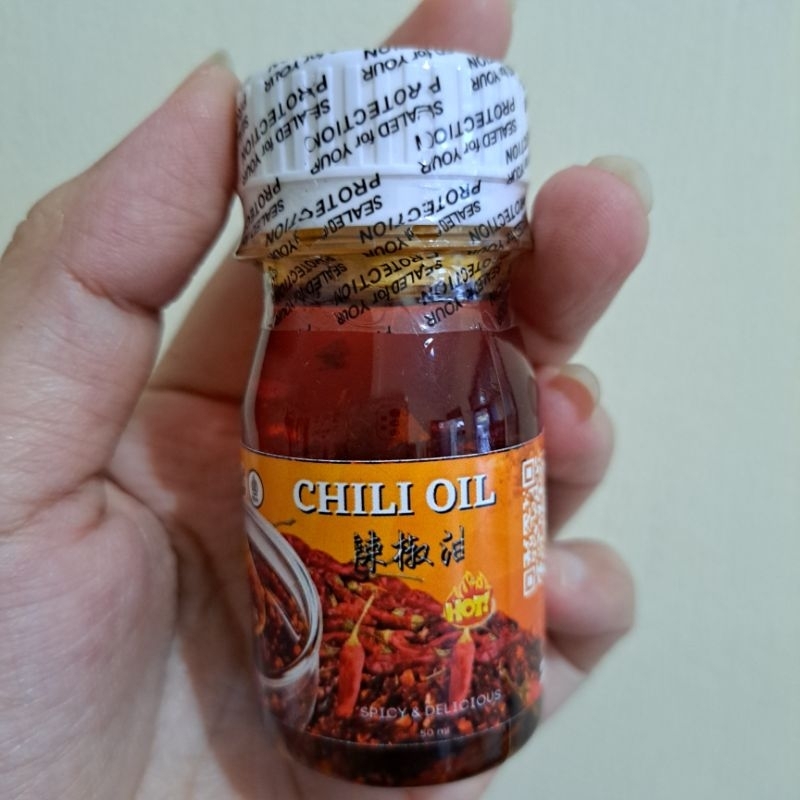 SEALED for YOUR
PROTECTION
CHILI OIL
辣椒油
HOT!
SPICY & DELICIOUS
50 ml